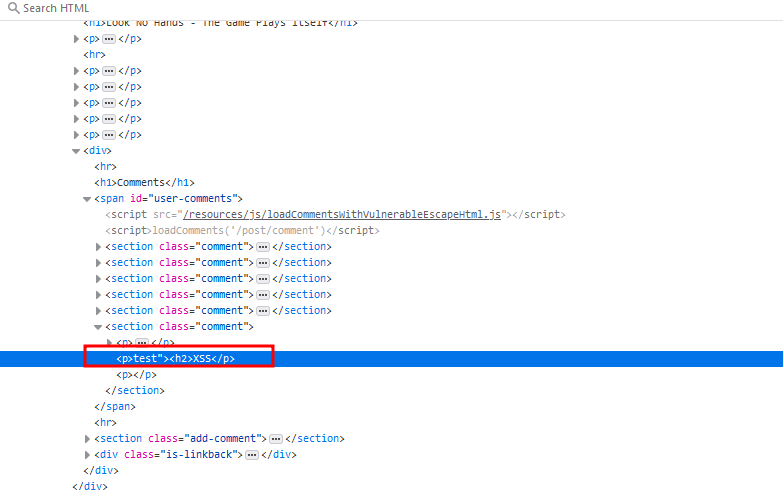 Search HTML
<h1>Look No Hands - The Game Plays Itself</h1>
<p>…</p>
<hr>
<p>…</p>
<p>…</p>
<p>…</p>
<p>…</p>
<p>…</p>
<div>
<hr>
<h1>Comments</h1>
<span id="user-comments">
<script src="/resources/js/loadCommentsWithVulnerableEscapeHtml.js"></script>
<script>loadComments('/post/comment')</script>
<section class="comment">…</section>
<section class="comment">…</section>
<section class="comment">…</section>
<section class="comment">…</section>
<section class="comment">…</section>
<section class="comment">
<p>…</p>
<p>test"><h2>XSS</p>
<p></p>
</section>
</span>
<hr>
<section class="add-comment">…</section>
<div class="is-linkback">…</div>
</div>
</div>